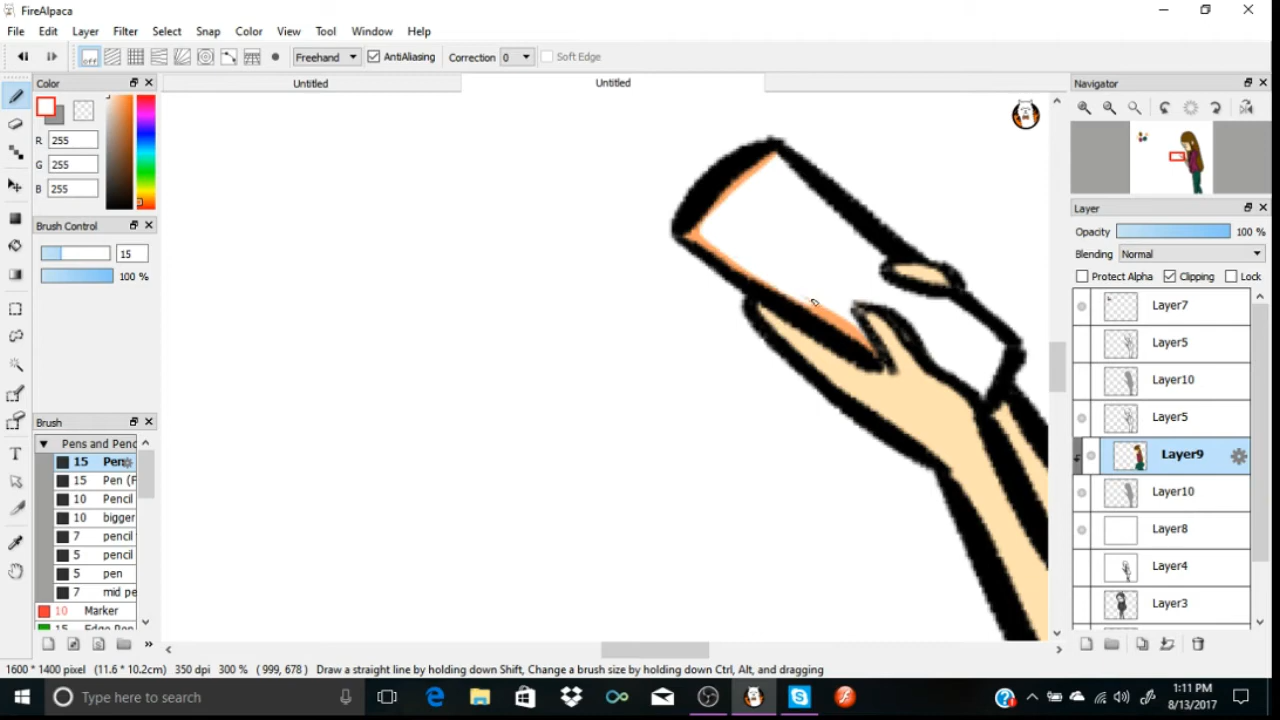 FireAlpaca
File Edit Layer Filter Select Snap Color View Tool Window Help
off Freehand AntiAliasing Correction 0 Soft Edge
Color Untitled Untitled Navigator
R 255
G 255
B 255
Brush Control
15
100 %
Layer
Opacity 100 %
Blending Normal
Protect Alpha Clipping Lock
Layer7
Layer5
Layer10
Layer5
Layer9
Layer10
Layer8
Layer4
Layer3
Brush
Pens and Penc
15 Pen
15 Pen (F
10 Pencil
10 bigger
7 pencil
5 pencil
5 pen
7 mid pe
10 Marker
15 Edge Pen
1600 * 1400 pixel (11.6 * 10.2cm) 350 dpi 300 % ( 999, 678 ) Draw a straight line by holding down Shift, Change a brush size by holding down Ctrl, Alt, and dragging
Type here to search
1:11 PM
8/13/2017